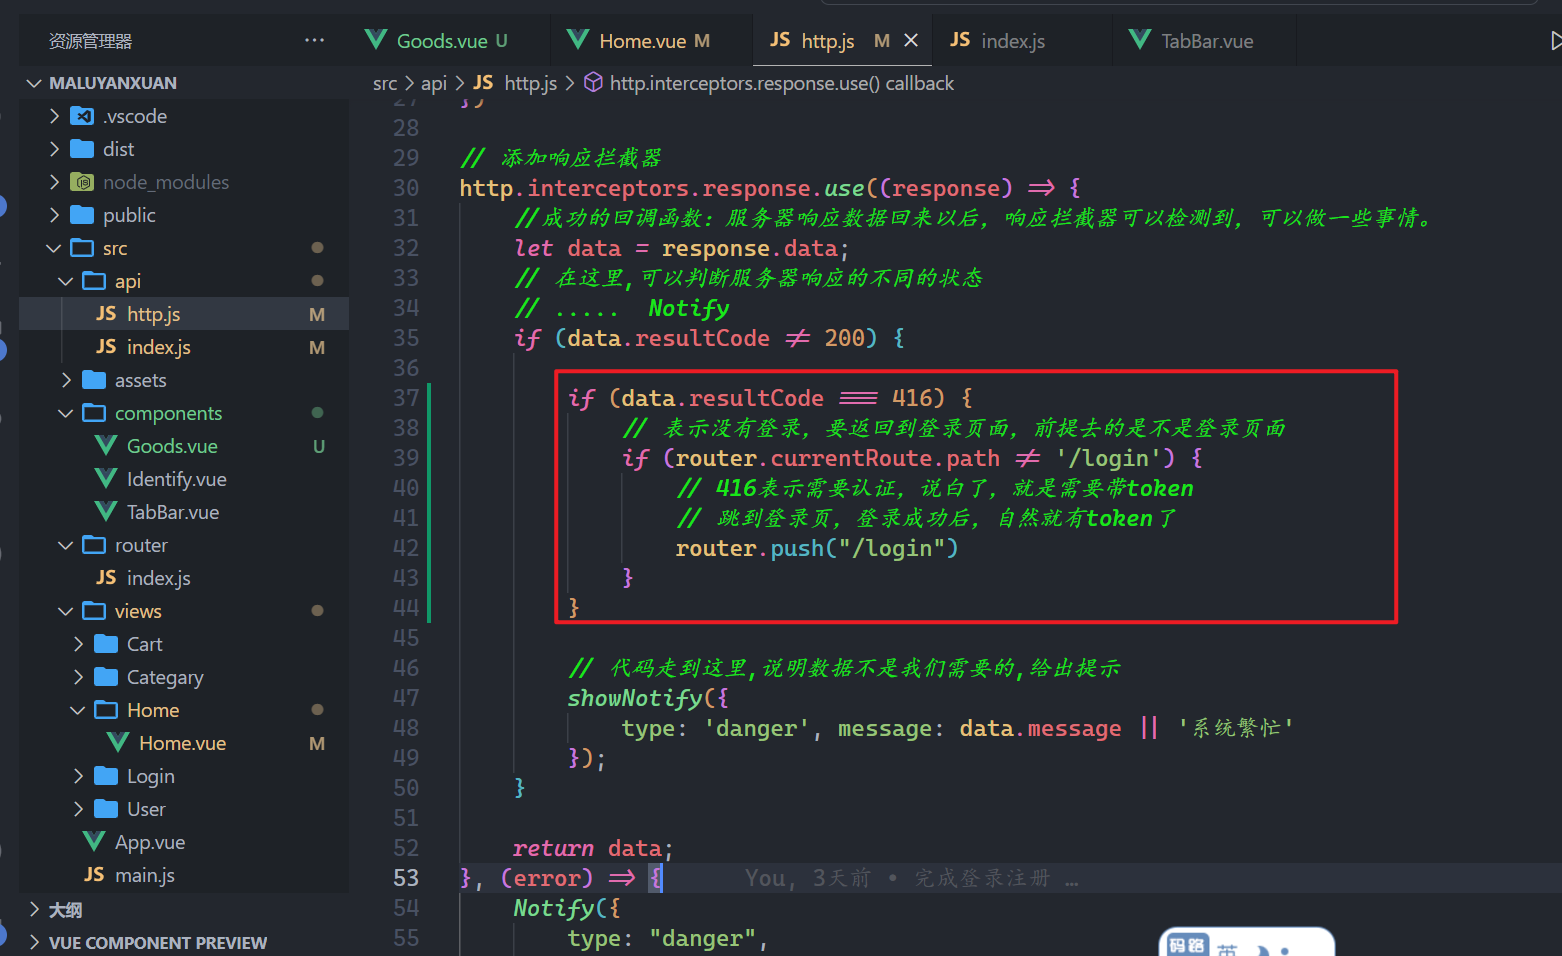 资源管理器 ···
Goods.vue U
Home.vue M
JS http.js M
JS index.js
TabBar.vue
MALUYANXUAN
.vscode
dist
node_modules
public
src
api
JS http.js M
JS index.js M
assets
components
Goods.vue U
Identify.vue
TabBar.vue
router
JS index.js
views
Cart
Categary
Home
Home.vue M
Login
User
App.vue
JS main.js
大纲
VUE COMPONENT PREVIEW
src > api > JS http.js > http.interceptors.response.use() callback
27 })
28
29 // 添加响应拦截器
30 http.interceptors.response.use((response) => {
31 //成功的回调函数: 服务器响应数据回来以后, 响应拦截器可以检测到, 可以做一些事情。
32 let data = response.data;
33 // 在这里,可以判断服务器响应的不同的状态
34 // ..... Notify
35 if (data.resultCode != 200) {
36
37 if (data.resultCode === 416) {
38 // 表示没有登录, 要返回到登录页面, 前提去的是不是登录页面
39 if (router.currentRoute.path != '/login') {
40 // 416表示需要认证, 说白了, 就是需要带token
41 // 跳到登录页, 登录成功后, 自然就有token了
42 router.push("/login")
43 }
44 }
45
46 // 代码走到这里,说明数据不是我们需要的,给出提示
47 showNotify({
48 type: 'danger', message: data.message || '系统繁忙'
49 });
50 }
51
52 return data;
53 }, (error) => { You, 3天前 • 完成登录注册 …
54 Notify({
55 type: "danger",
码路 英